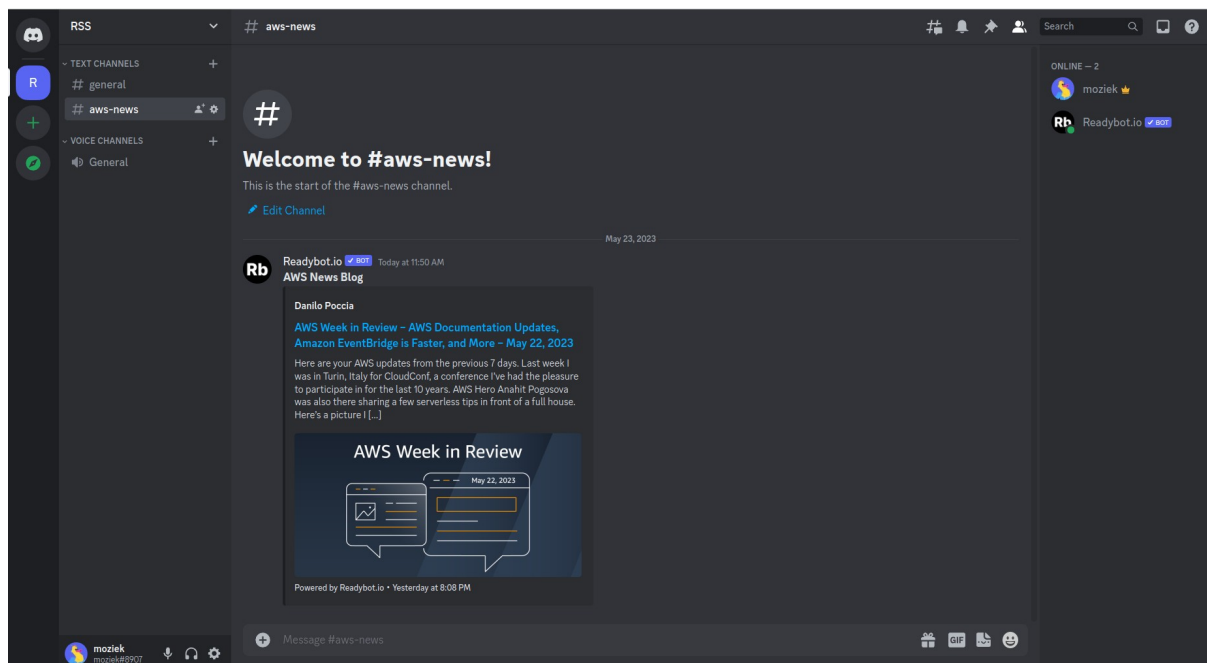 RSS
# aws-news
Search
TEXT CHANNELS
# general
# aws-news
VOICE CHANNELS
General
R
#
Welcome to #aws-news!
This is the start of the #aws-news channel.
Edit Channel
May 23, 2023
Rb
Readybot.io BOT Today at 11:50 AM
AWS News Blog
Danilo Poccia
AWS Week in Review – AWS Documentation Updates,
Amazon EventBridge is Faster, and More – May 22, 2023
Here are your AWS updates from the previous 7 days. Last week I
was in Turin, Italy for CloudConf, a conference I've had the pleasure
to participate in for the last 10 years. AWS Hero Anahit Pogosova
was also there sharing a few serverless tips in front of a full house.
Here's a picture I [...]
AWS Week in Review
May 22, 2023
Powered by Readybot.io • Yesterday at 8:08 PM
Message #aws-news
GIF
moziek
moziek#8907
ONLINE — 2
moziek
Rb Readybot.io BOT